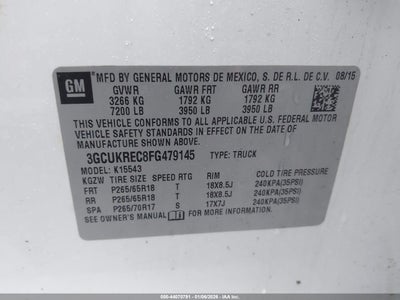 GM
MFD BY GENERAL MOTORS DE MEXICO, S. DE R.L. DE C.V. 08/15
GVWR GAWR FRT GAWR RR
3266 KG 1792 KG 1792 KG
7200 LB 3950 LB 3950 LB
THIS VEHICLE CONFORMS TO ALL APPLICABLE U.S. FEDERAL MOTOR
VEHICLE SAFETY AND THEFT PREVENTION STANDARDS IN EFFECT ON
THE DATE OF MANUFACTURE SHOWN ABOVE.
3GCUKREC8FG479145 TYPE: TRUCK
MODEL: K15543
KGZW TIRE SIZE SPEED RTG RIM COLD TIRE PRESSURE
FRT P265/65R18 T 18X8.5J 240KPA(35PSI)
RR P265/65R18 T 18X8.5J 240KPA(35PSI)
SPA P265/70R17 S 17X7J 240KPA(35PSI)
SEE OWNER'S MANUAL FOR ADDITIONAL INFORMATION.